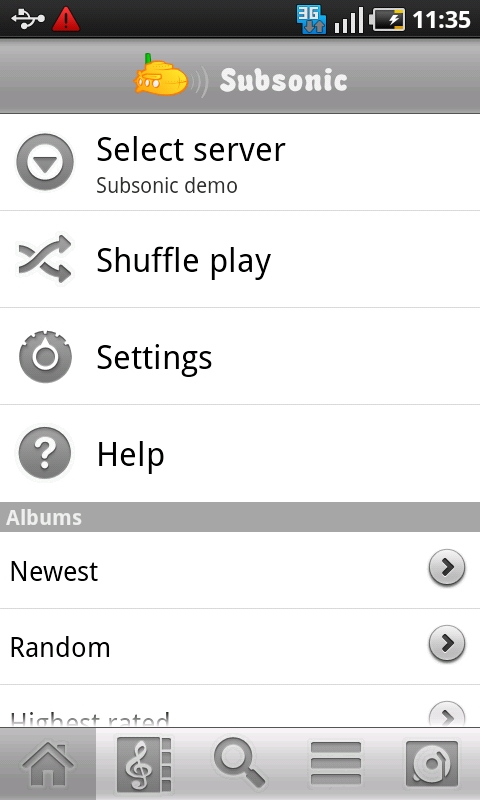 3G 11:35
Subsonic
Select server
Subsonic demo
Shuffle play
Settings
? Help
Albums
Newest
Random
Highest rated